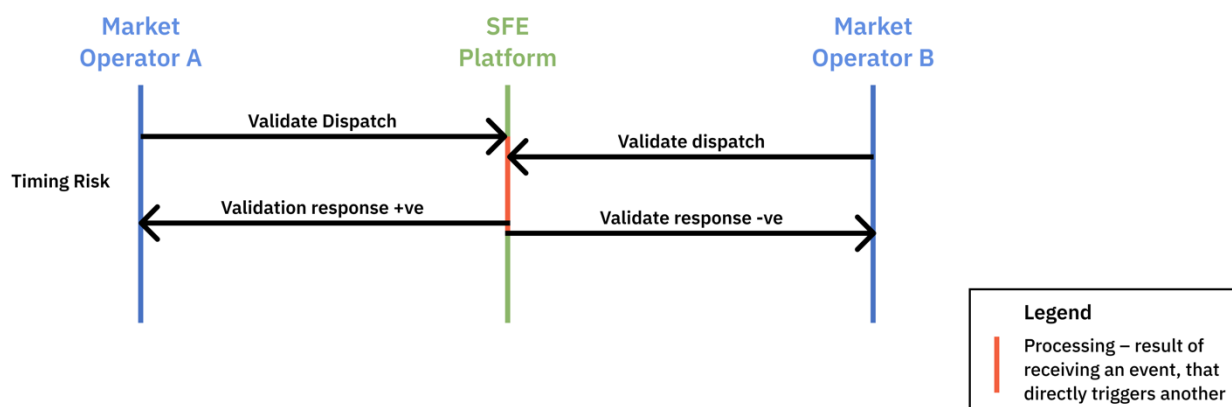 Market
Operator A
SFE
Platform
Market
Operator B
Validate Dispatch
Validate dispatch
Timing Risk
Validation response +ve
Validate response -ve
Legend
Processing – result of
receiving an event, that
directly triggers another